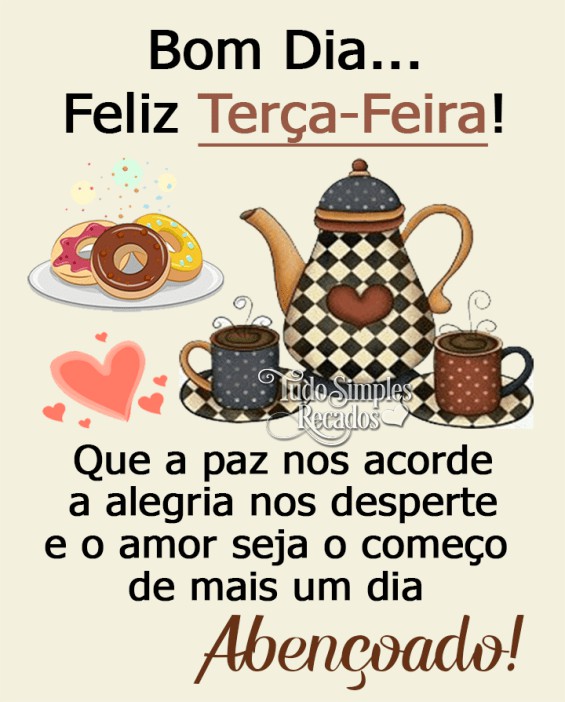 Bom Dia...
Feliz Terça-Feira!
Tudo Simples
Recados
Que a paz nos acorde
a alegria nos desperte
e o amor seja o começo
de mais um dia
Abençoado!